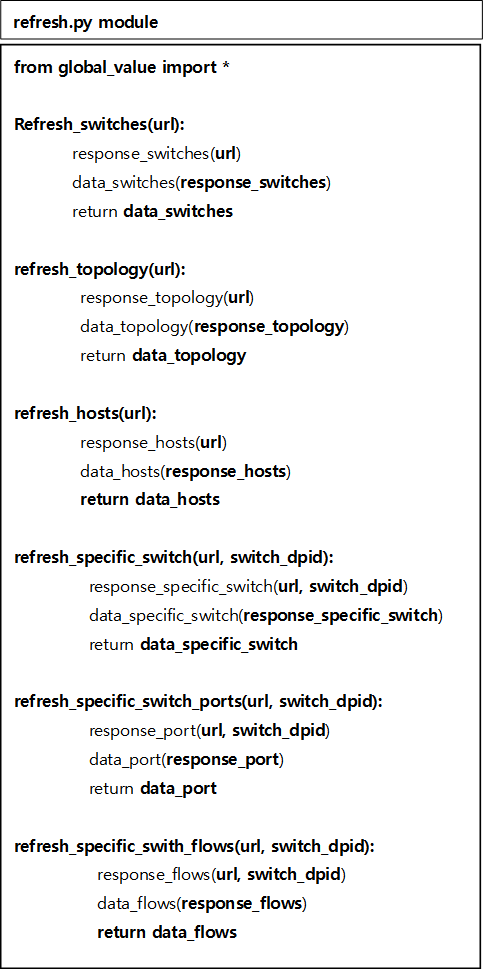 refresh.py module
from global_value import *
Refresh_switches(url):
response_switches(url)
data_switches(response_switches)
return data_switches
refresh_topology(url):
response_topology(url)
data_topology(response_topology)
return data_topology
refresh_hosts(url):
response_hosts(url)
data_hosts(response_hosts)
return data_hosts
refresh_specific_switch(url, switch_dpid):
response_specific_switch(url, switch_dpid)
data_specific_switch(response_specific_switch)
return data_specific_switch
refresh_specific_switch_ports(url, switch_dpid):
response_port(url, switch_dpid)
data_port(response_port)
return data_port
refresh_specific_swith_flows(url, switch_dpid):
response_flows(url, switch_dpid)
data_flows(response_flows)
return data_flows